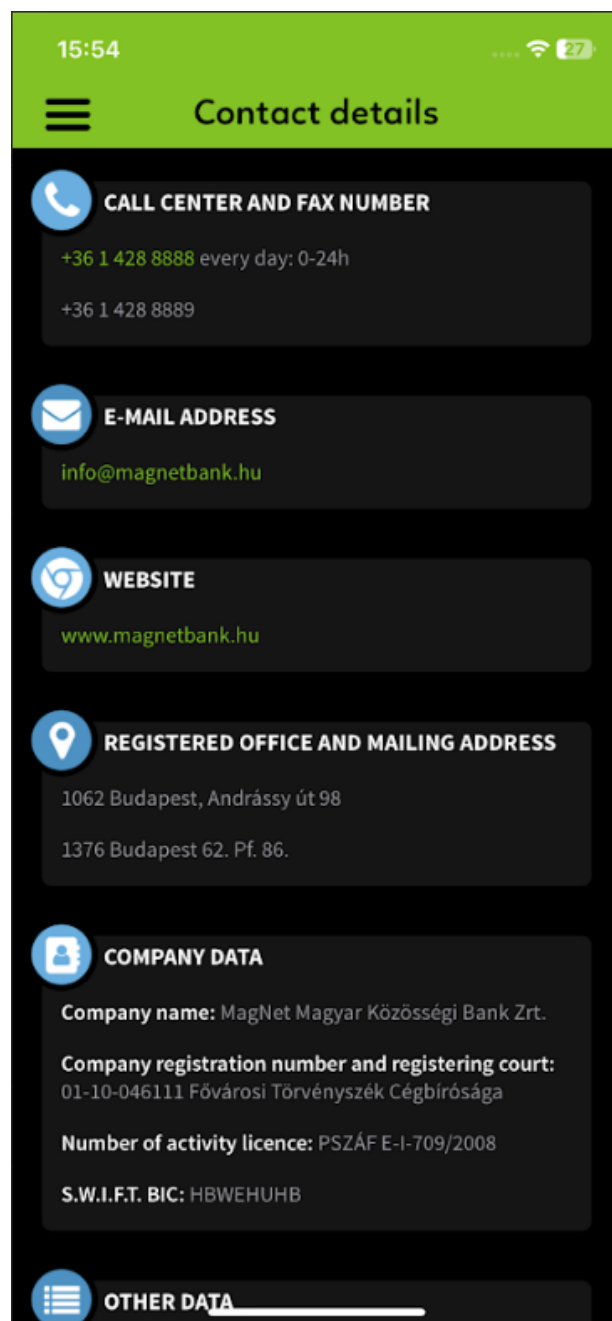 15:54
27
Contact details
CALL CENTER AND FAX NUMBER
+36 1 428 8888 every day: 0-24h
+36 1 428 8889
E-MAIL ADDRESS
info@magnetbank.hu
WEBSITE
www.magnetbank.hu
REGISTERED OFFICE AND MAILING ADDRESS
1062 Budapest, Andrássy út 98
1376 Budapest 62. Pf. 86.
COMPANY DATA
Company name: MagNet Magyar Közösségi Bank Zrt.
Company registration number and registering court:
01-10-046111 Fővárosi Törvényszék Cégbírósága
Number of activity licence: PSZÁF E-I-709/2008
S.W.I.F.T. BIC: HBWEHUHB
OTHER DATA